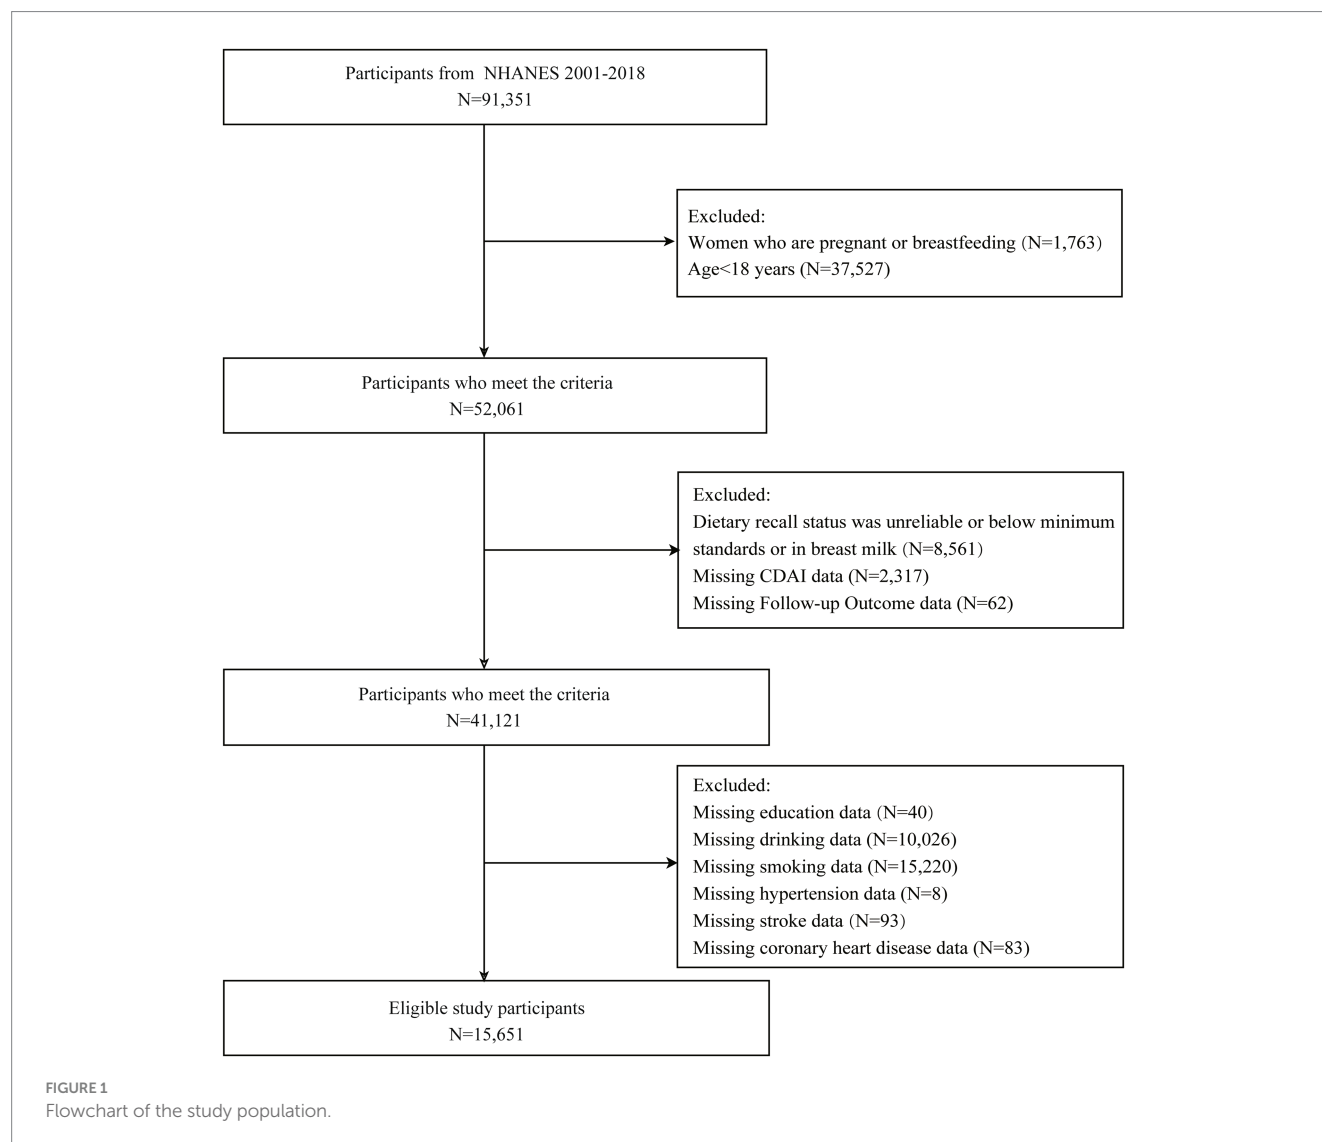 Participants from NHANES 2001-2018
N=91,351
Excluded:
Women who are pregnant or breastfeeding (N=1,763)
Age<18 years (N=37,527)
Participants who meet the criteria
N=52,061
Excluded:
Dietary recall status was unreliable or below minimum
standards or in breast milk (N=8,561)
Missing CDAI data (N=2,317)
Missing Follow-up Outcome data (N=62)
Participants who meet the criteria
N=41,121
Excluded:
Missing education data (N=40)
Missing drinking data (N=10,026)
Missing smoking data (N=15,220)
Missing hypertension data (N=8)
Missing stroke data (N=93)
Missing coronary heart disease data (N=83)
Eligible study participants
N=15,651
FIGURE 1
Flowchart of the study population.